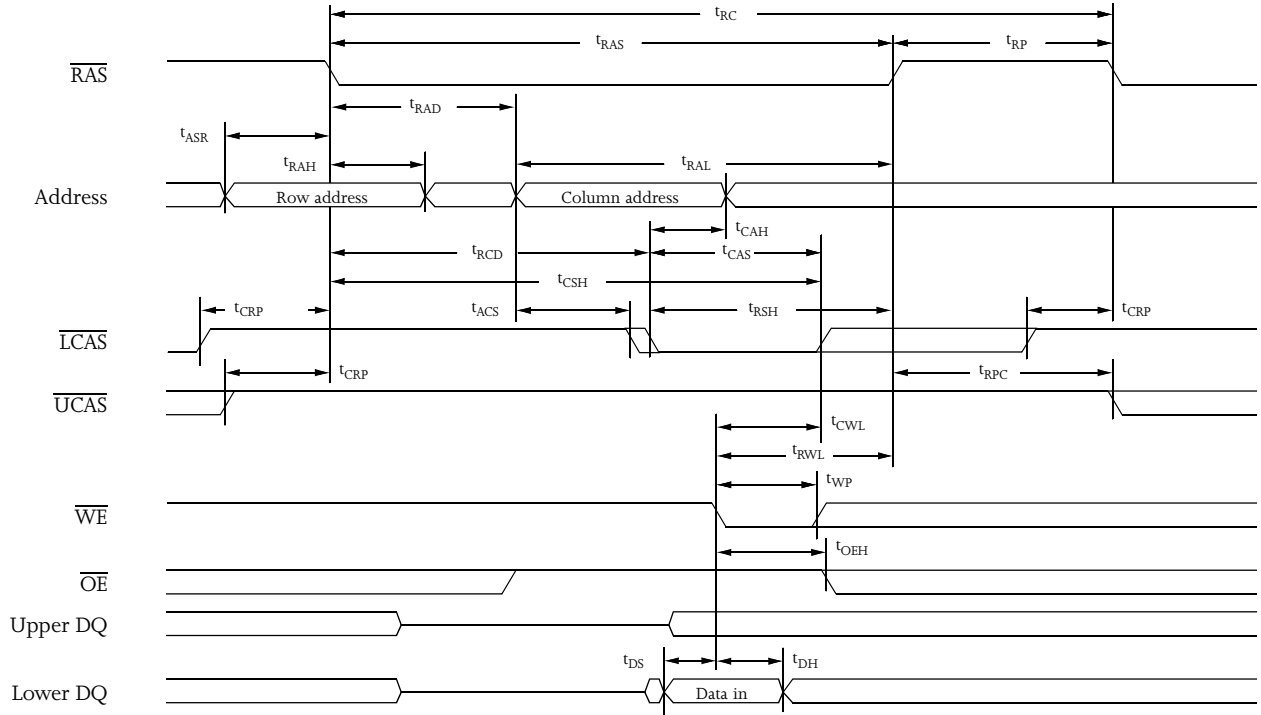 tRC
tRAS
tRP
RAS
tRAD
tASR
tRAH
tRAL
Address
Row address
Column address
tCAH
tRCD
tCAS
tCSH
tCRP
tACS
tRSH
tCRP
LCAS
tCRP
tRPC
UCAS
tCWL
tRWL
tWP
WE
tOEH
OE
Upper DQ
tDS
tDH
Lower DQ
Data in